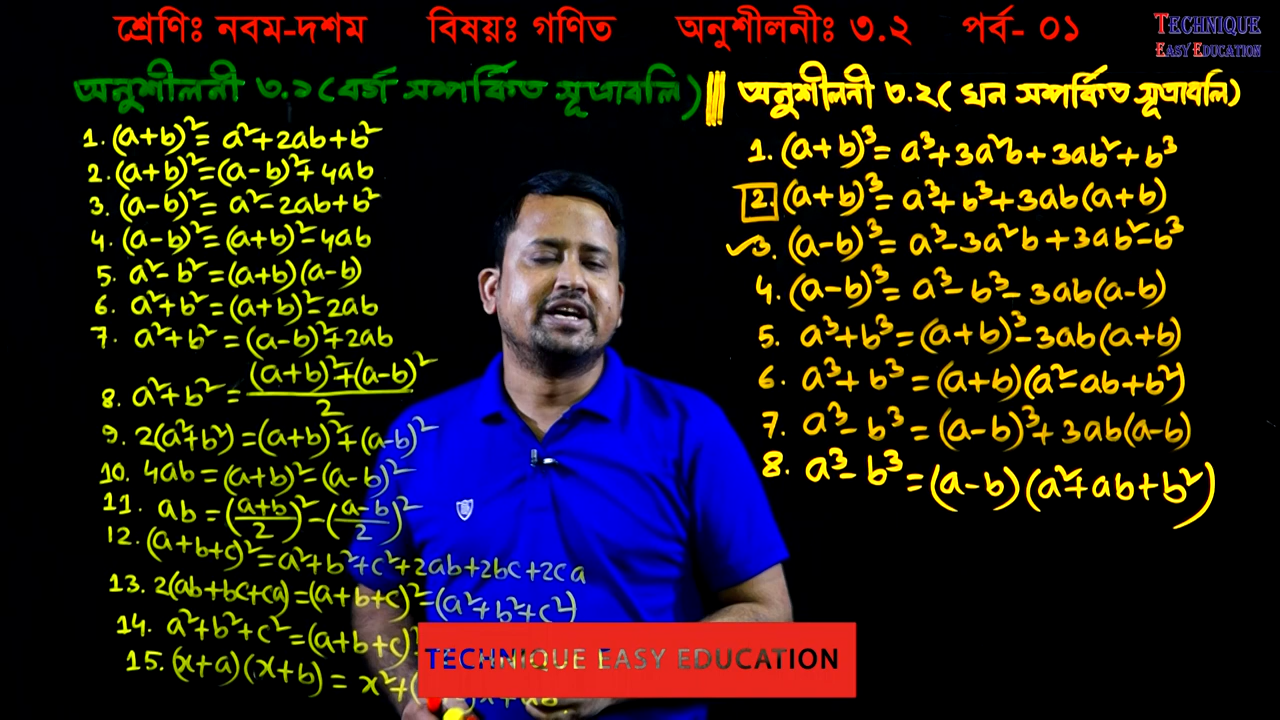 শ্রেণিঃ নবম-দশম বিষয়ঃ গণিত অনুশীলনীঃ ৩.২ পর্ব- ০১
TECHNIQUE
EASY EDUCATION
অনুশীলনী ৩.১ (বর্গ সম্পর্কিত সূত্রাবলি)
1. (a+b)²= a²+2ab+b²
2. (a+b)²=(a-b)²+4ab
3. (a-b)²= a²-2ab+b²
4. (a-b)²=(a+b)²-4ab
5. a²-b²=(a+b)(a-b)
6. a²+b²=(a+b)²-2ab
7. a²+b²=(a-b)²+2ab
8. a²+b²= ((a+b)²+(a-b)²)/2
9. 2(a²+b²)=(a+b)²+(a-b)²
10. 4ab=(a+b)²-(a-b)²
11. ab=((a+b)/2)²-((a-b)/2)²
12. (a+b+c)²=a²+b²+c²+2ab+2bc+2ca
13. 2(ab+bc+ca)=(a+b+c)²-(a²+b²+c²)
14. a²+b²+c²=(a+b+c)
15. (x+a)(x+b)= x²+(
অনুশীলনী ৩.২ (ঘন সম্পর্কিত সূত্রাবলি)
1. (a+b)³= a³+3a²b+3ab²+b³
2. (a+b)³= a³+b³+3ab(a+b)
3. (a-b)³= a³-3a²b+3ab²-b³
4. (a-b)³= a³-b³-3ab(a-b)
5. a³+b³=(a+b)³-3ab(a+b)
6. a³+b³=(a+b)(a²-ab+b²)
7. a³-b³=(a-b)³+3ab(a-b)
8. a³-b³=(a-b)(a²+ab+b²)
TECHNIQUE EASY EDUCATION